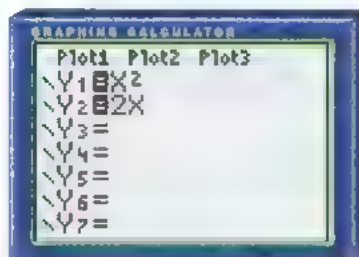 GRAPHING CALCULATOR
Plot1 Plot2 Plot3
\Y₁=X²
\Y₂=2X
\Y₃=
\Y₄=
\Y₅=
\Y₆=
\Y₇=